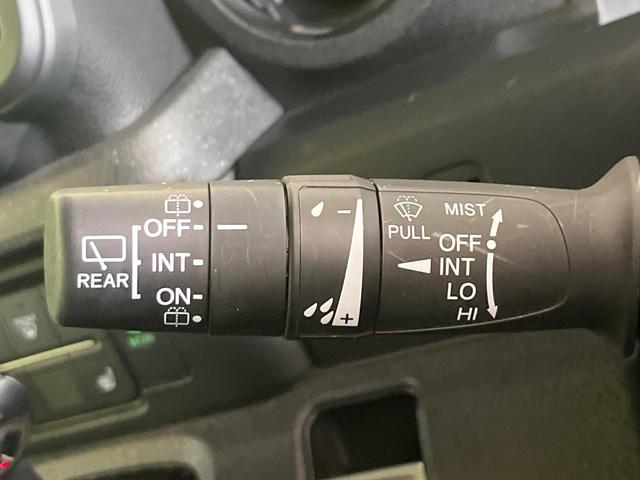 REAR
OFF
INT
ON
−
+
PULL
MIST
OFF
INT
LO
HI